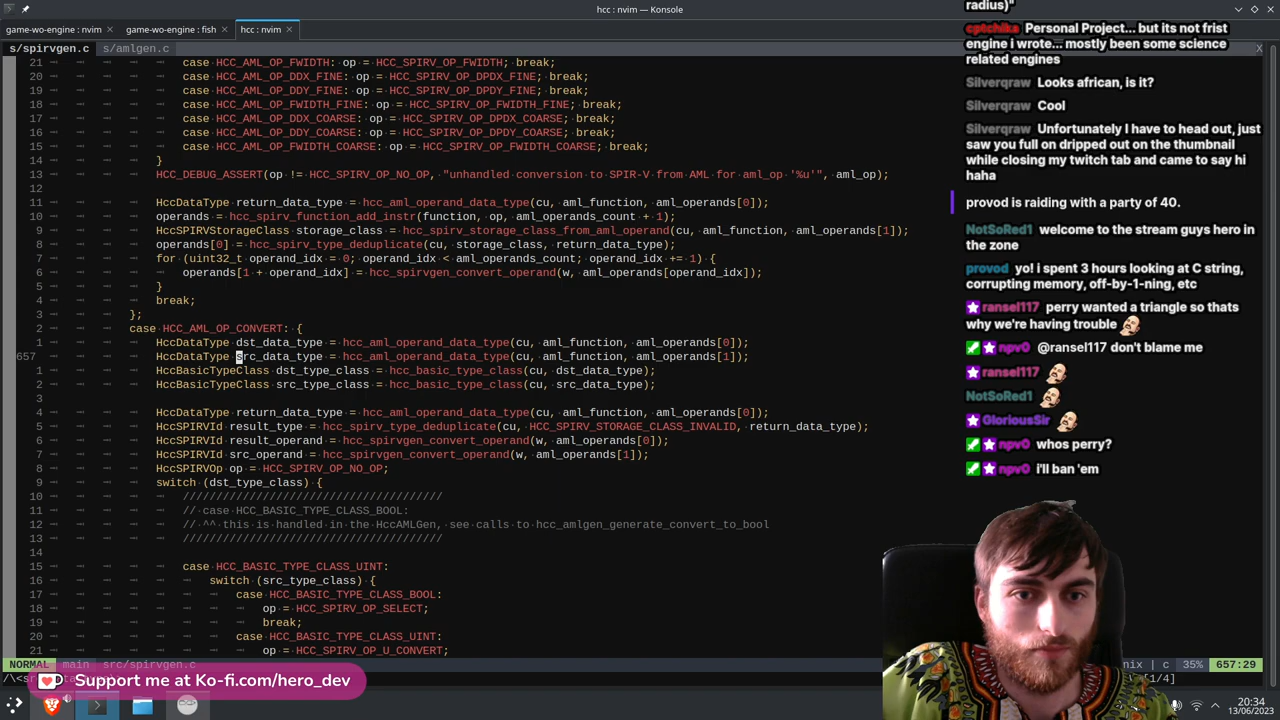 hcc : nvim — Konsole
game-wo-engine : nvim
game-wo-engine : fish
hcc : nvim
s/spirvgen.c s/amlgen.c X
21 case HCC_AML_OP_FWIDTH: op = HCC_SPIRV_OP_FWIDTH; break;
20 case HCC_AML_OP_DDX_FINE: op = HCC_SPIRV_OP_DPDX_FINE; break;
19 case HCC_AML_OP_DDY_FINE: op = HCC_SPIRV_OP_DPDY_FINE; break;
18 case HCC_AML_OP_FWIDTH_FINE: op = HCC_SPIRV_OP_FWIDTH_FINE; break;
17 case HCC_AML_OP_DDX_COARSE: op = HCC_SPIRV_OP_DPDX_COARSE; break;
16 case HCC_AML_OP_DDY_COARSE: op = HCC_SPIRV_OP_DPDY_COARSE; break;
15 case HCC_AML_OP_FWIDTH_COARSE: op = HCC_SPIRV_OP_FWIDTH_COARSE; break;
14 }
13 HCC_DEBUG_ASSERT(op != HCC_SPIRV_OP_NO_OP, "unhandled conversion to SPIR-V from AML for aml_op '%u'", aml_op);
12
11 HccDataType return_data_type = hcc_aml_operand_data_type(cu, aml_function, aml_operands[0]);
10 operands = hcc_spirv_function_add_instr(function, op, aml_operands_count + 1);
9 HccSPIRVStorageClass storage_class = hcc_spirv_storage_class_from_aml_operand(cu, aml_function, aml_operands[1]);
8 operands[0] = hcc_spirv_type_deduplicate(cu, storage_class, return_data_type);
7 for (uint32_t operand_idx = 0; operand_idx < aml_operands_count; operand_idx += 1) {
6 operands[1 + operand_idx] = hcc_spirvgen_convert_operand(w, aml_operands[operand_idx]);
5 }
4 break;
3 };
2 case HCC_AML_OP_CONVERT: {
1 HccDataType dst_data_type = hcc_aml_operand_data_type(cu, aml_function, aml_operands[0]);
657 HccDataType src_data_type = hcc_aml_operand_data_type(cu, aml_function, aml_operands[1]);
1 HccBasicTypeClass dst_type_class = hcc_basic_type_class(cu, dst_data_type);
2 HccBasicTypeClass src_type_class = hcc_basic_type_class(cu, src_data_type);
3
4 HccDataType return_data_type = hcc_aml_operand_data_type(cu, aml_function, aml_operands[0]);
5 HccSPIRVId result_type = hcc_spirv_type_deduplicate(cu, HCC_SPIRV_STORAGE_CLASS_INVALID, return_data_type);
6 HccSPIRVId result_operand = hcc_spirvgen_convert_operand(w, aml_operands[0]);
7 HccSPIRVId src_operand = hcc_spirvgen_convert_operand(w, aml_operands[1]);
8 HccSPIRVOp op = HCC_SPIRV_OP_NO_OP;
9 switch (dst_type_class) {
10 ///////////////////////////////////////
11 // case HCC_BASIC_TYPE_CLASS_BOOL:
12 // ^^ this is handled in the HccAMLGen, see calls to hcc_amlgen_generate_convert_to_bool
13 ///////////////////////////////////////
14
15 case HCC_BASIC_TYPE_CLASS_UINT:
16 switch (src_type_class) {
17 case HCC_BASIC_TYPE_CLASS_BOOL:
18 op = HCC_SPIRV_OP_SELECT;
19 break;
20 case HCC_BASIC_TYPE_CLASS_UINT:
21 op = HCC_SPIRV_OP_U_CONVERT;
NORMAL main src/spirvgen.c nix | c 35% 657:29
[1/4]
Support me at Ko-fi.com/hero_dev
20:34
13/06/2023
radius)"
cptchika Personal Project... but its not frist
engine i wrote... mostly been some science
related engines
Silverqraw Looks african, is it?
Silverqraw Cool
Silverqraw Unfortunately I have to head out, just
saw you full on dripped out on the thumbnail
while closing my twitch tab and came to say hi
haha
provod is raiding with a party of 40.
NotSoRed1 welcome to the stream guys hero in
the zone
provod yo! i spent 3 hours looking at C string,
corrupting memory, off-by-1-ning, etc
ransel117 perry wanted a triangle so thats
why we're having trouble
npv0 @ransel117 don't blame me
ransel117
NotSoRed1
GloriousSir
npv0 whos perry?
npv0 i'll ban 'em